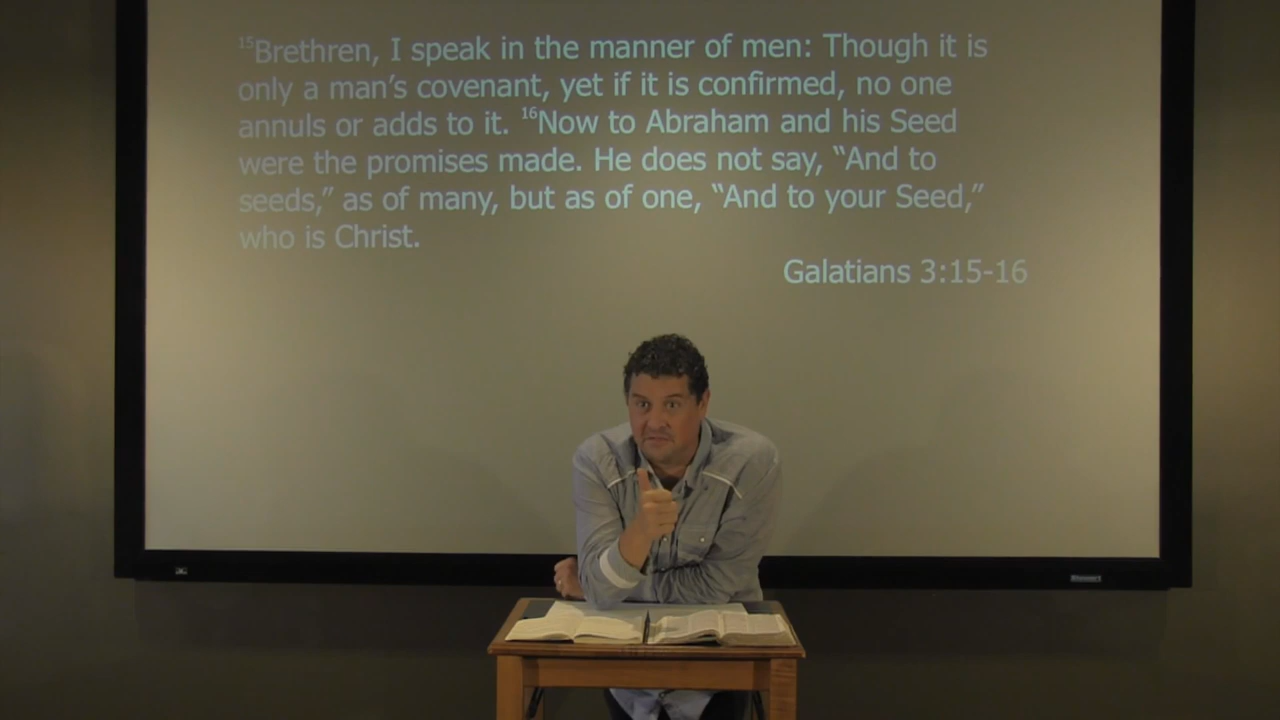 ¹⁵Brethren, I speak in the manner of men: Though it is
only a man’s covenant, yet if it is confirmed, no one
annuls or adds to it. ¹⁶Now to Abraham and his Seed
were the promises made. He does not say, “And to
seeds,” as of many, but as of one, “And to your Seed,”
who is Christ.
Galatians 3:15-16